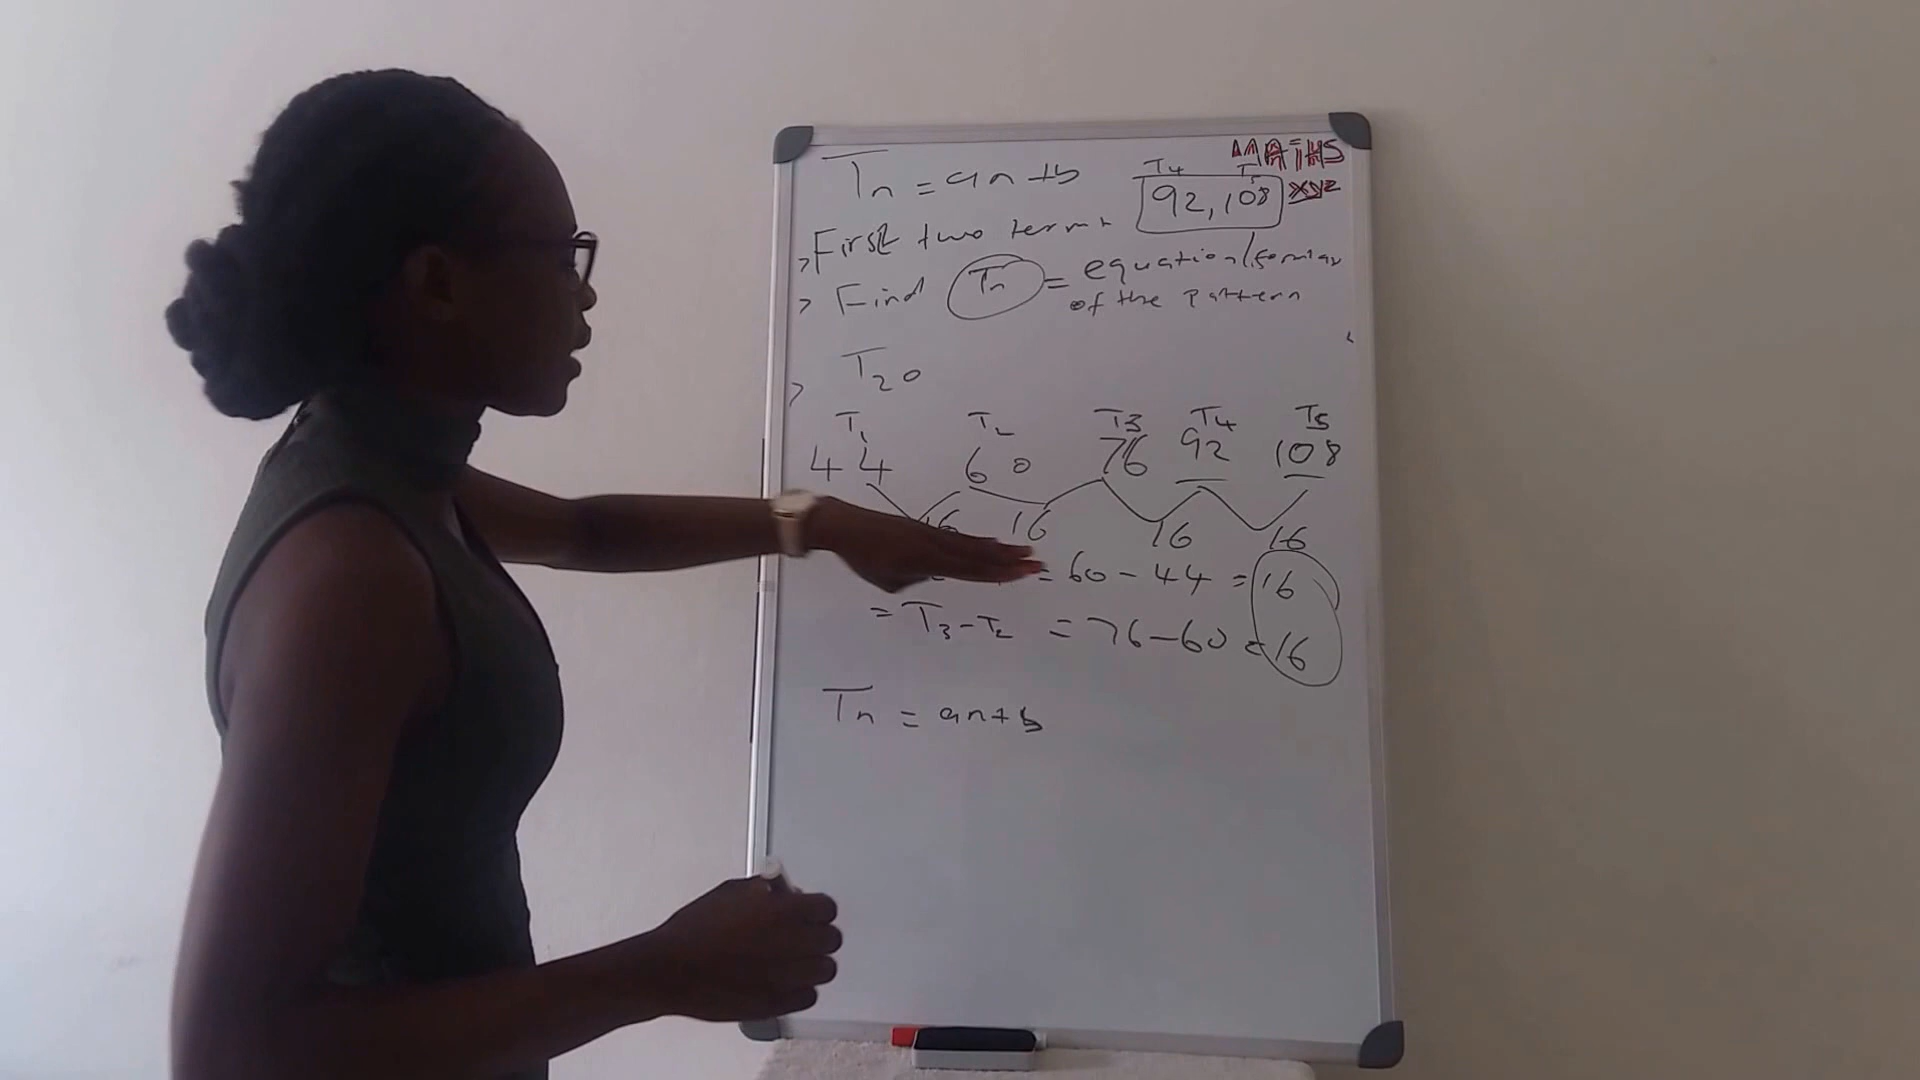 MATHS
xyz
Tn = an + b
T4 T5
92, 108
> First two term
> Find Tn = equation/formular
of the pattern
> T20
T1 T2 T3 T4 T5
44 60 76 92 108
16 16 16 16
= 60 - 44 = 16
= T3 - T2 = 76 - 60 = 16
Tn = an + b